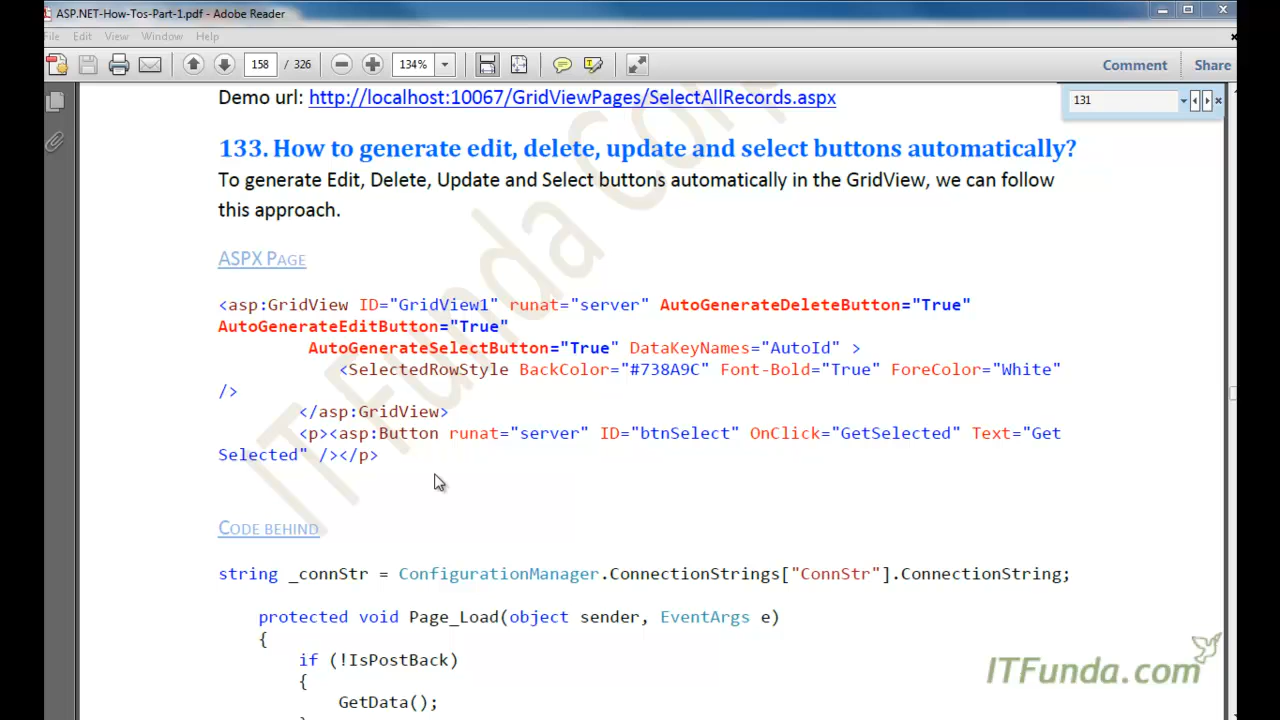 ASP.NET-How-Tos-Part-1.pdf - Adobe Reader
File Edit View Window Help
158 / 326 134% Comment Share
131
Demo url: http://localhost:10067/GridViewPages/SelectAllRecords.aspx
133. How to generate edit, delete, update and select buttons automatically?
To generate Edit, Delete, Update and Select buttons automatically in the GridView, we can follow
this approach.
ASPX PAGE
<asp:GridView ID="GridView1" runat="server" AutoGenerateDeleteButton="True"
AutoGenerateEditButton="True"
AutoGenerateSelectButton="True" DataKeyNames="AutoId" >
<SelectedRowStyle BackColor="#738A9C" Font-Bold="True" ForeColor="White"
/>
</asp:GridView>
<p><asp:Button runat="server" ID="btnSelect" OnClick="GetSelected" Text="Get
Selected" /></p>
CODE BEHIND
string _connStr = ConfigurationManager.ConnectionStrings["ConnStr"].ConnectionString;
protected void Page_Load(object sender, EventArgs e)
{
if (!IsPostBack)
{
GetData();
ITFunda.com
IT Funda Corp